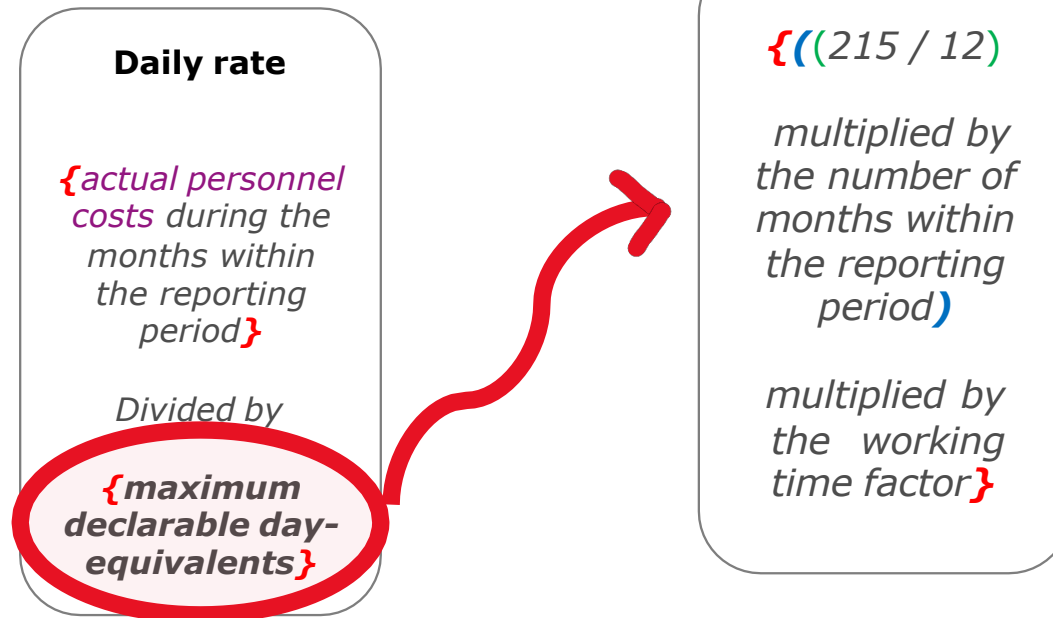 Daily rate
{actual personnel
costs during the
months within
the reporting
period}
Divided by
{maximum
declarable day-
equivalents}
{((215 / 12)
multiplied by
the number of
months within
the reporting
period)
multiplied by
the working
time factor}